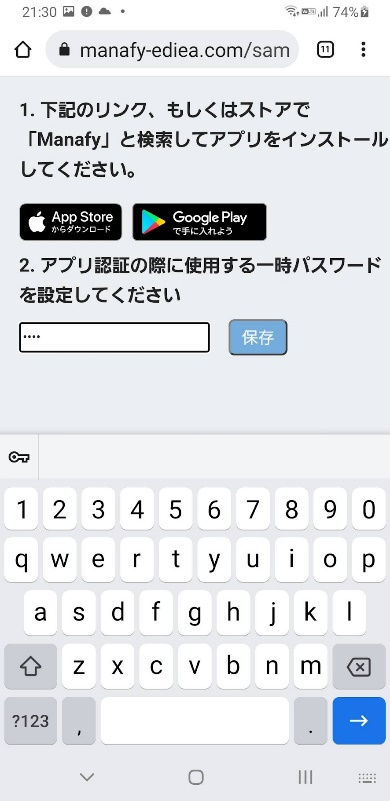 21:30 74%
manafy-ediea.com/sam 11
1. 下記のリンク、もしくはストアで
「Manafy」と検索してアプリをインストール
してください。
App Store
からダウンロード
Google Play
で手に入れよう
2. アプリ認証の際に使用する一時パスワード
を設定してください
････
保存
1 2 3 4 5 6 7 8 9 0
q w e r t y u i o p
a s d f g h j k l
z x c v b n m
?123 , .